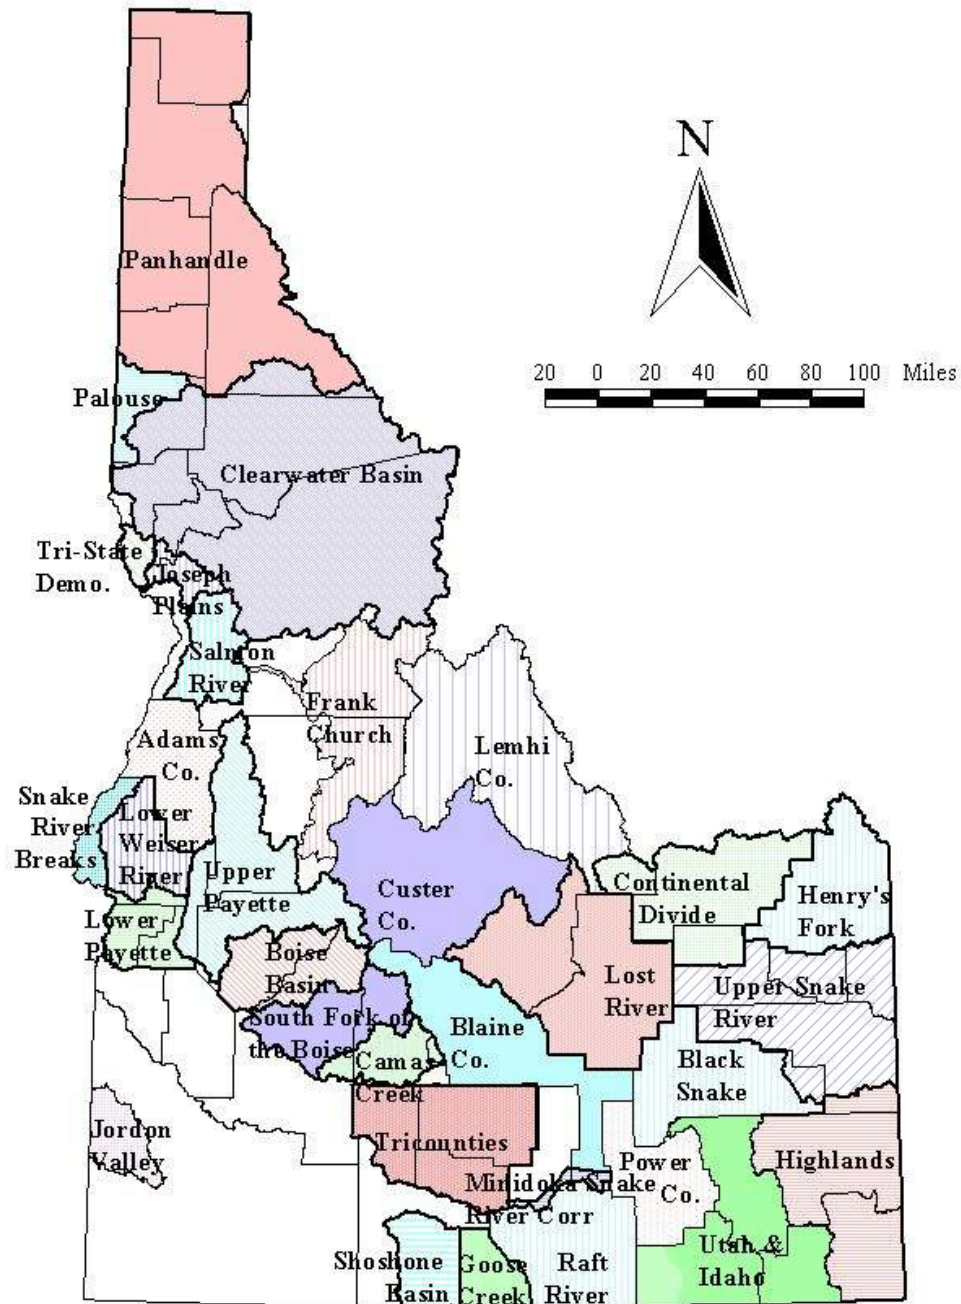 N
20 0 20 40 60 80 100 Miles
Panhandle
Palouse
Clearwater Basin
Tri-State
Demo.
Joseph
Plains
Salmon
River
Frank
Church
Adams
Co.
Lemhi
Co.
Snake
River
Breaks
Lower
Weiser
River
Upper
Payette
Custer
Co.
Continental
Divide
Henry's
Fork
Lower
Payette
Boise
Basin
Lost
River
Upper Snake
River
South Fork of
the Boise
Blaine
Co.
Camas
Creek
Black
Snake
Jordon
Valley
Tricounties
Power
Co.
Highlands
Minidoka Snake
River Corr
Shoshone
Basin
Goose
Creek
Raft
River
Utah &
Idaho